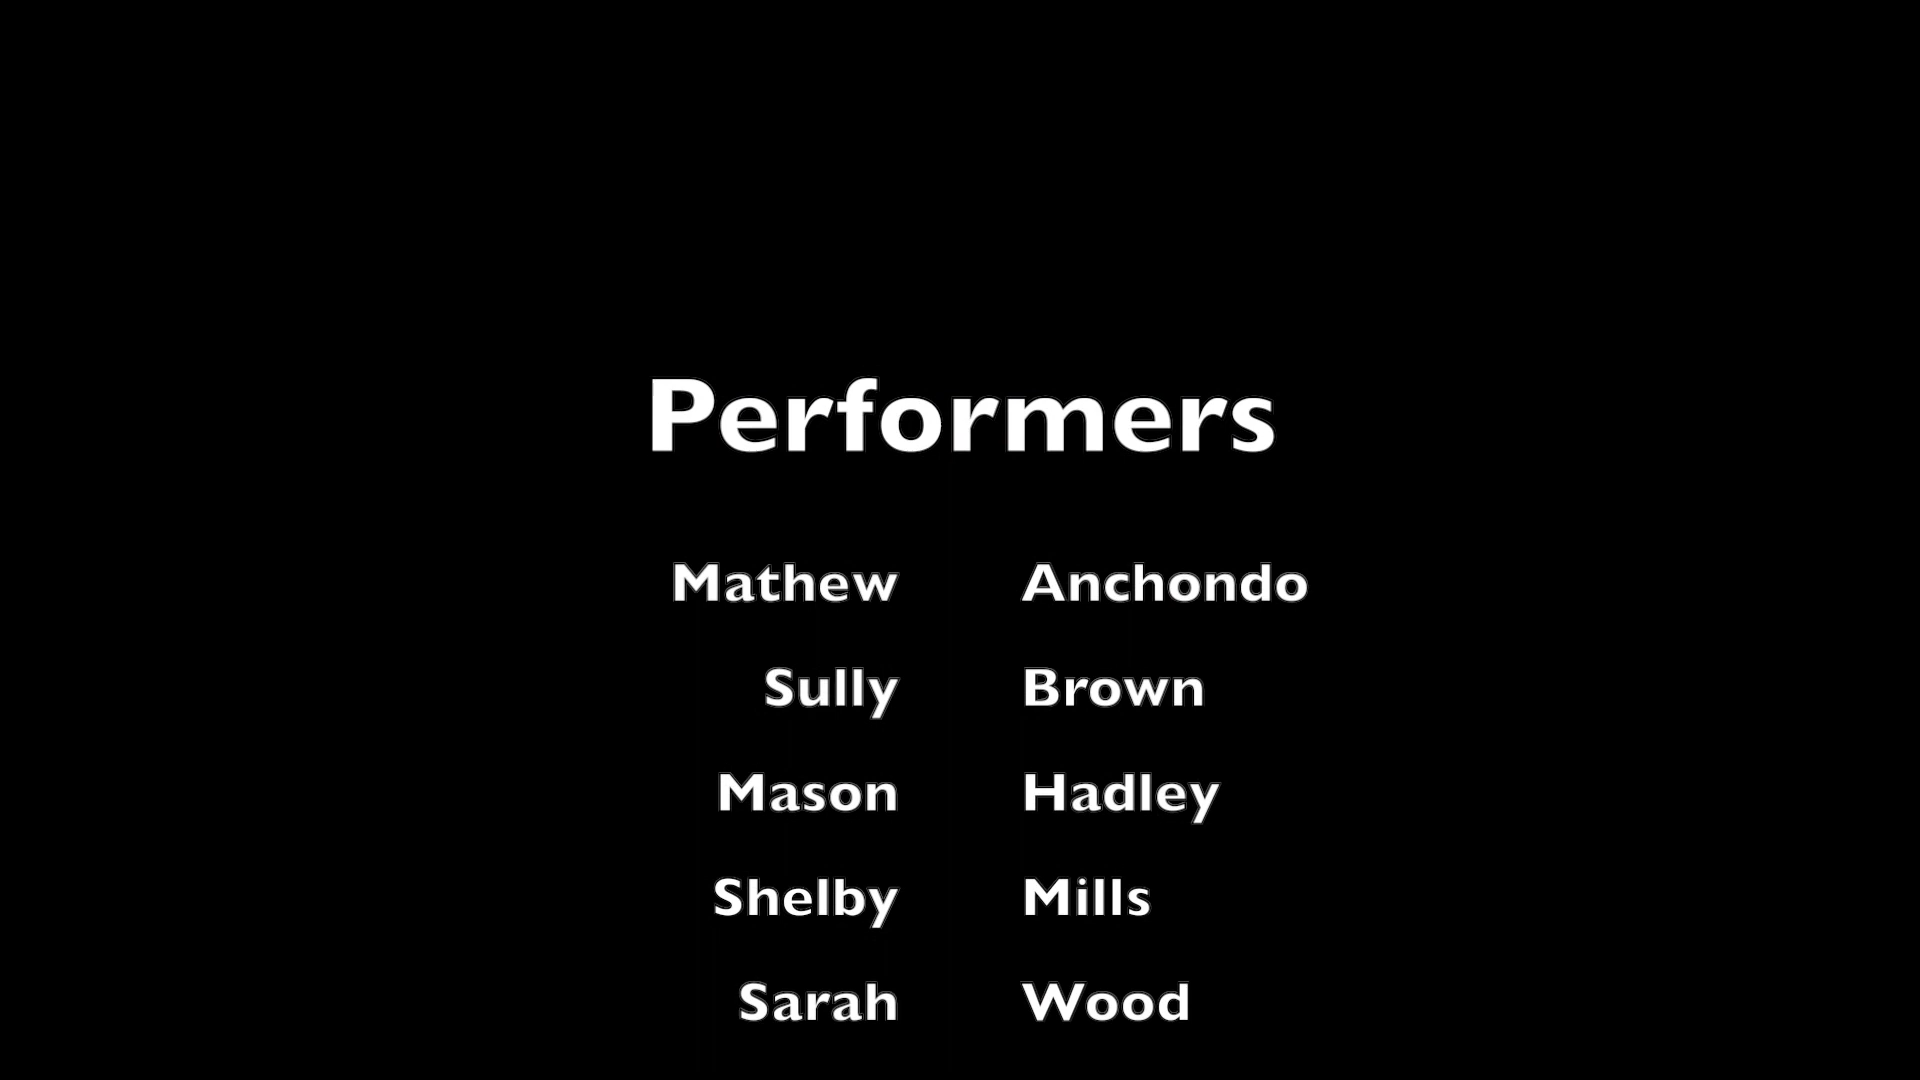 Performers
Mathew Anchondo
Sully Brown
Mason Hadley
Shelby Mills
Sarah Wood